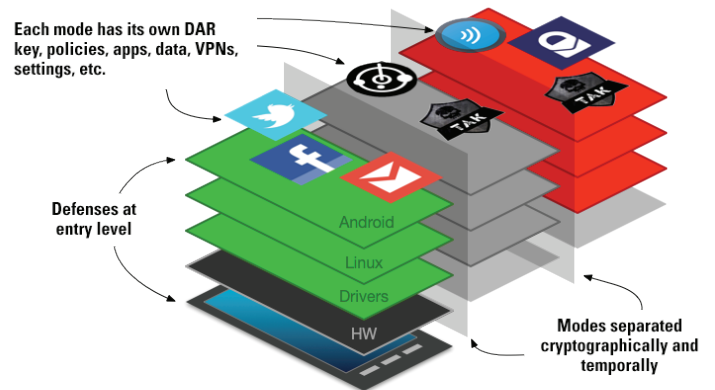 Each mode has its own DAR
key, policies, apps, data, VPNs,
settings, etc.
TAK
TAK
Defenses at
entry level
Android
Linux
Drivers
HW
Modes separated
cryptographically and
temporally